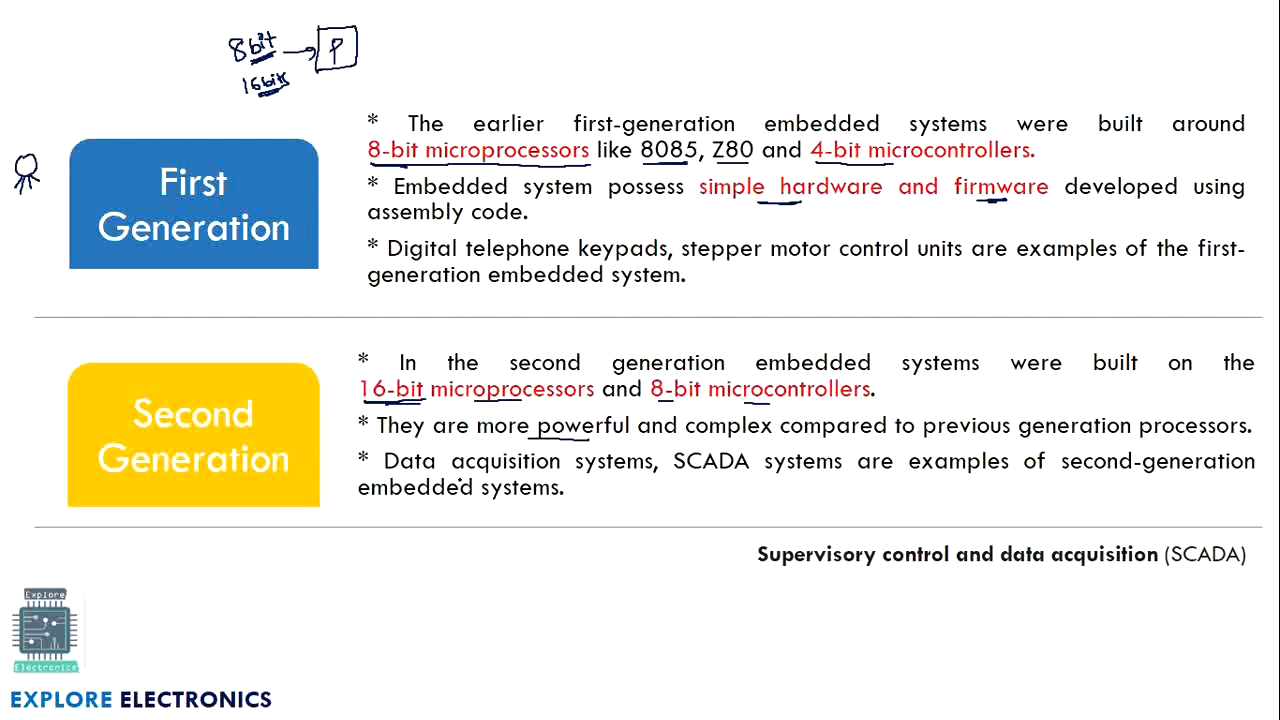 8bit → P
16bits
First
Generation
* The earlier first-generation embedded systems were built around
8-bit microprocessors like 8085, Z80 and 4-bit microcontrollers.
* Embedded system possess simple hardware and firmware developed using
assembly code.
* Digital telephone keypads, stepper motor control units are examples of the first-
generation embedded system.
Second
Generation
* In the second generation embedded systems were built on the
16-bit microprocessors and 8-bit microcontrollers.
* They are more powerful and complex compared to previous generation processors.
* Data acquisition systems, SCADA systems are examples of second-generation
embedded systems.
Supervisory control and data acquisition (SCADA)
Explore
Electronics
EXPLORE ELECTRONICS